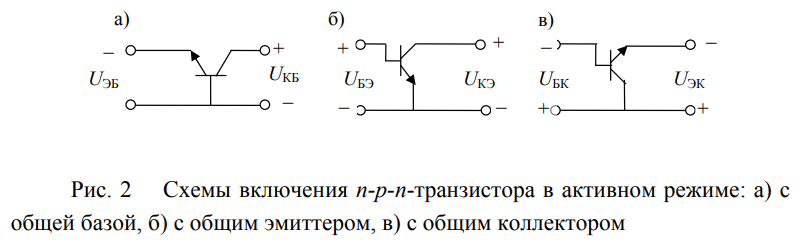 а) б) в)
– + + + – –
UЭБ UКБ UБЭ UКЭ UБК UЭК
– – – + +
Рис. 2 Схемы включения n-p-n-транзистора в активном режиме: а) с
общей базой, б) с общим эмиттером, в) с общим коллектором